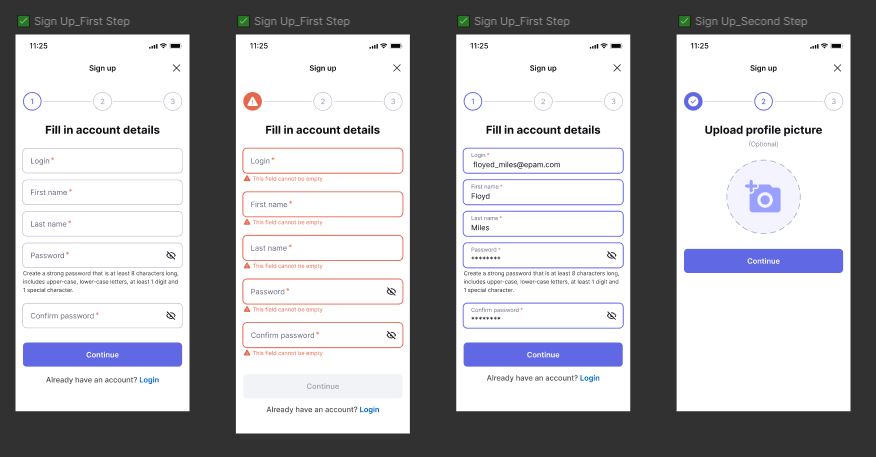 Sign Up_First Step
11:25
Sign up
1
2
3
Fill in account details
Login *
First name *
Last name *
Password *
Create a strong password that is at least 8 characters long,
includes upper-case, lower-case letters, at least 1 digit and
1 special character.
Confirm password *
Continue
Already have an account? Login
Sign Up_First Step
11:25
Sign up
2
3
Fill in account details
Login *
This field cannot be empty
First name *
This field cannot be empty
Last name *
This field cannot be empty
Password *
This field cannot be empty
Confirm password *
This field cannot be empty
Continue
Already have an account? Login
Sign Up_First Step
11:25
Sign up
1
2
3
Fill in account details
Login *
floyed_miles@epam.com
First name *
Floyd
Last name *
Miles
Password *
********
Create a strong password that is at least 8 characters long,
includes upper-case, lower-case letters, at least 1 digit and
1 special character.
Confirm password *
********
Continue
Already have an account? Login
Sign Up_Second Step
11:25
Sign up
2
3
Upload profile picture
(Optional)
Continue